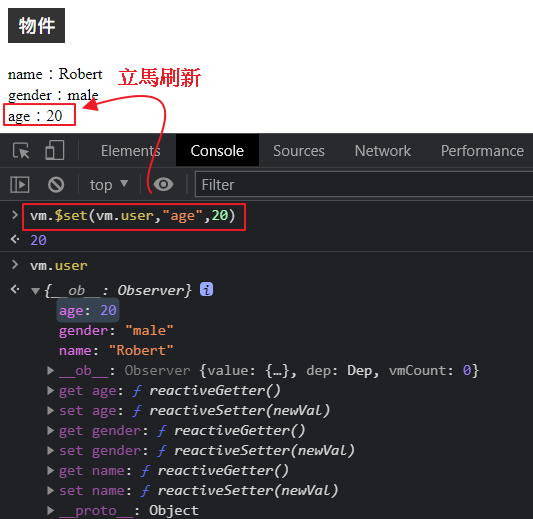 物件
name：Robert
立馬刷新
gender：male
age：20
Elements Console Sources Network Performance
top ▼ Filter
> vm.$set(vm.user,"age",20)
20
> vm.user
▼{__ob__: Observer} i
age: 20
gender: "male"
name: "Robert"
▶__ob__: Observer {value: {…}, dep: Dep, vmCount: 0}
▶get age: ƒ reactiveGetter()
▶set age: ƒ reactiveSetter(newVal)
▶get gender: ƒ reactiveGetter()
▶set gender: ƒ reactiveSetter(newVal)
▶get name: ƒ reactiveGetter()
▶set name: ƒ reactiveSetter(newVal)
▶__proto__: Object